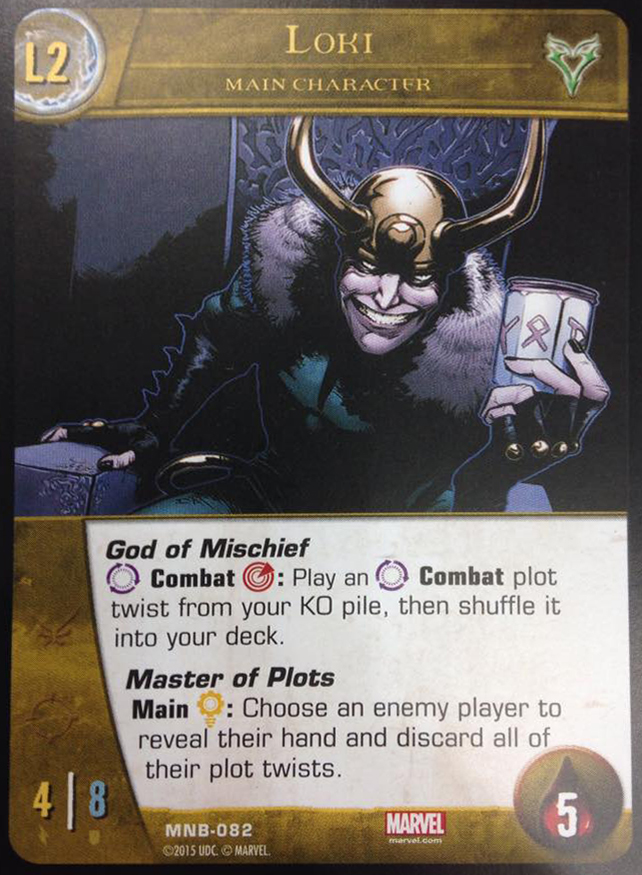 L2
Loki
Main Character
God of Mischief
Combat : Play an Combat plot
twist from your KO pile, then shuffle it
into your deck.
Master of Plots
Main : Choose an enemy player to
reveal their hand and discard all of
their plot twists.
4 | 8
MNB-082
MARVEL
marvel.com
5
©2015 UDC. © MARVEL.